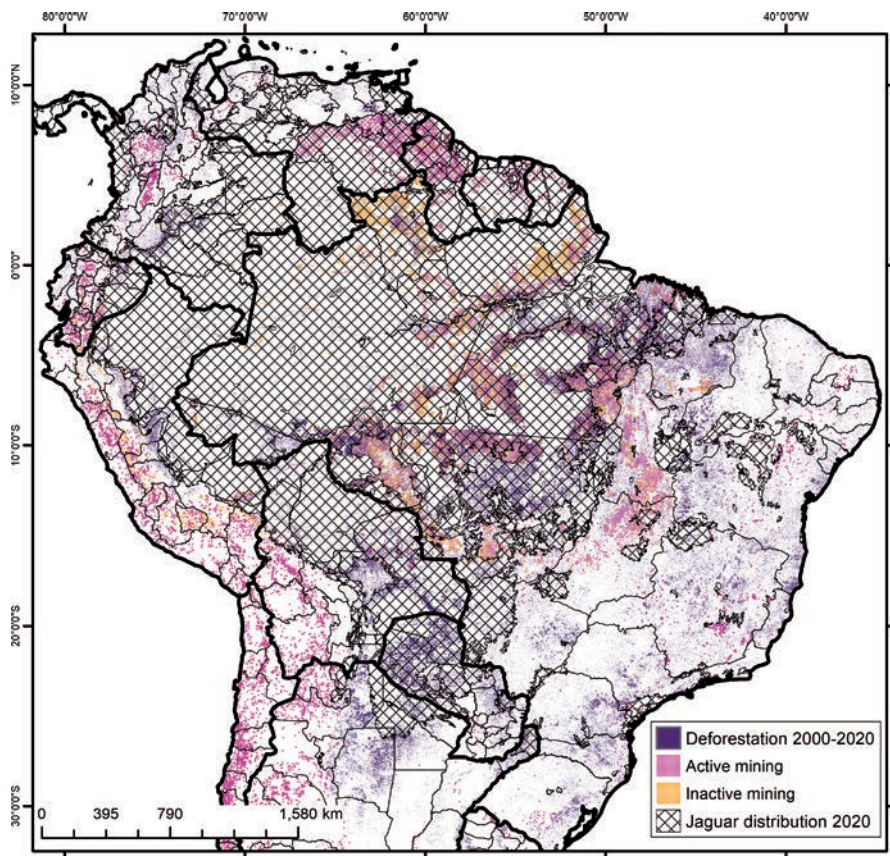 80°0'0"W 70°0'0"W 60°0'0"W 50°0'0"W 40°0'0"W
10°0'0"N
0°0'0"
10°0'0"S
20°0'0"S
30°0'0"S
Deforestation 2000-2020
Active mining
Inactive mining
Jaguar distribution 2020
0 395 790 1,580 km